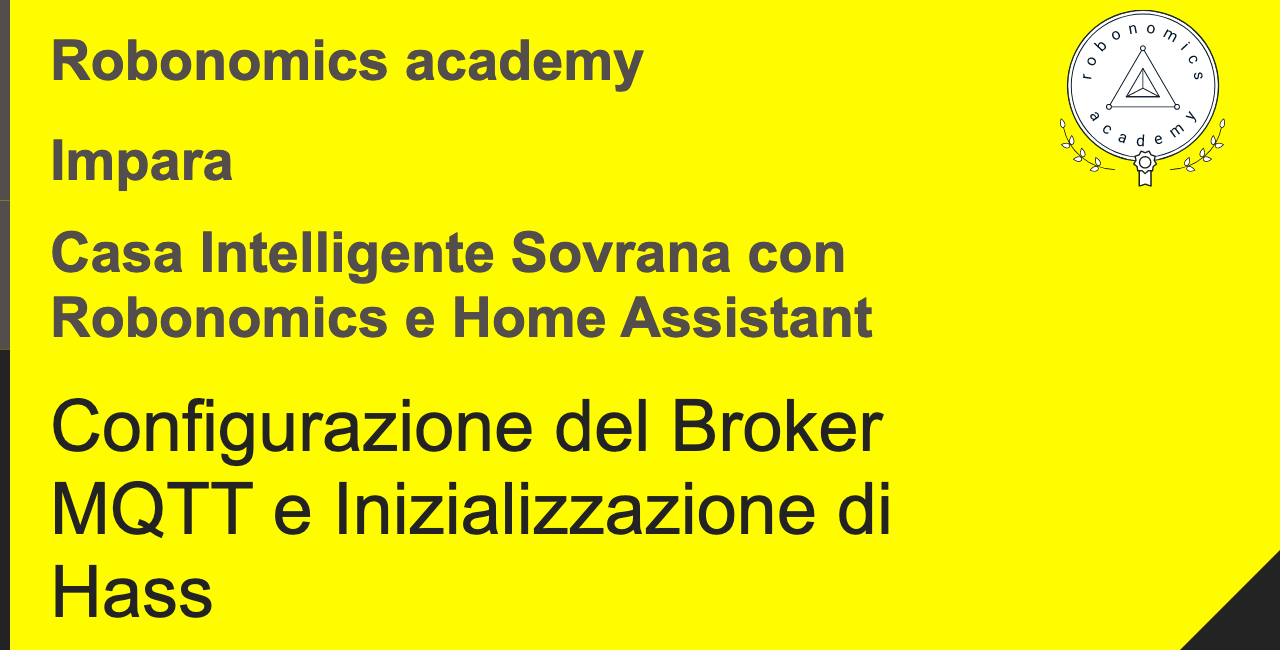 Robonomics academy
robonomics
academy
Impara
Casa Intelligente Sovrana con
Robonomics e Home Assistant
Configurazione del Broker
MQTT e Inizializzazione di
Hass